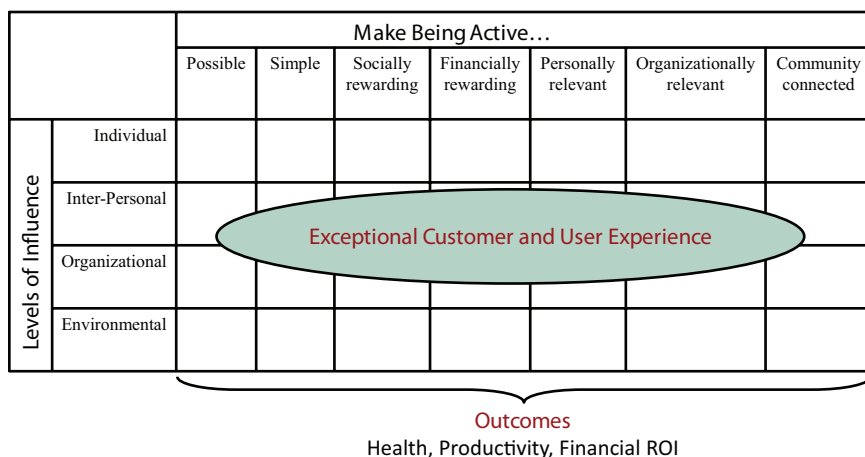 Make Being Active…
Possible
Simple
Socially
rewarding
Financially
rewarding
Personally
relevant
Organizationally
relevant
Community
connected
Levels of Influence
Individual
Inter-Personal
Organizational
Environmental
Exceptional Customer and User Experience
Outcomes
Health, Productivity, Financial ROI